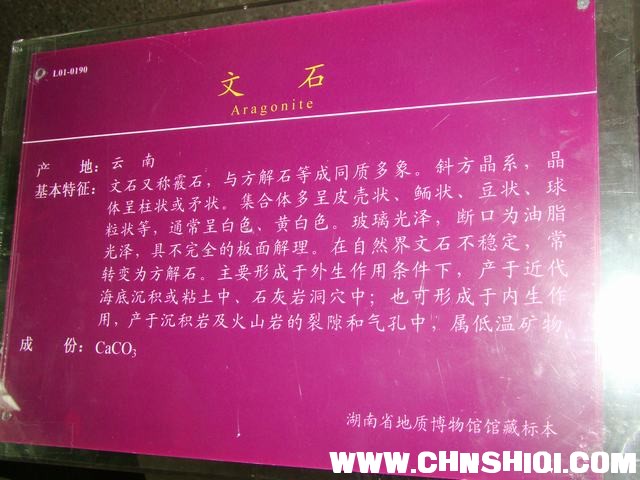 L01-0190
文 石
Aragonite
产 地：云 南
基本特征：文石又称霰石，与方解石等成同质多象。斜方晶系，晶
体呈柱状或矛状。集合体多呈皮壳状、鲕状、豆状、球
粒状等，通常呈白色、黄白色。玻璃光泽，断口为油脂
光泽，具不完全的板面解理。在自然界文石不稳定，常
转变为方解石。主要形成于外生作用条件下，产于近代
海底沉积或粘土中、石灰岩洞穴中；也可形成于内生作
用，产于沉积岩及火山岩的裂隙和气孔中；属低温矿物
成 份：CaCO₃
湖南省地质博物馆馆藏标本
WWW.CHNSHIQI.COM